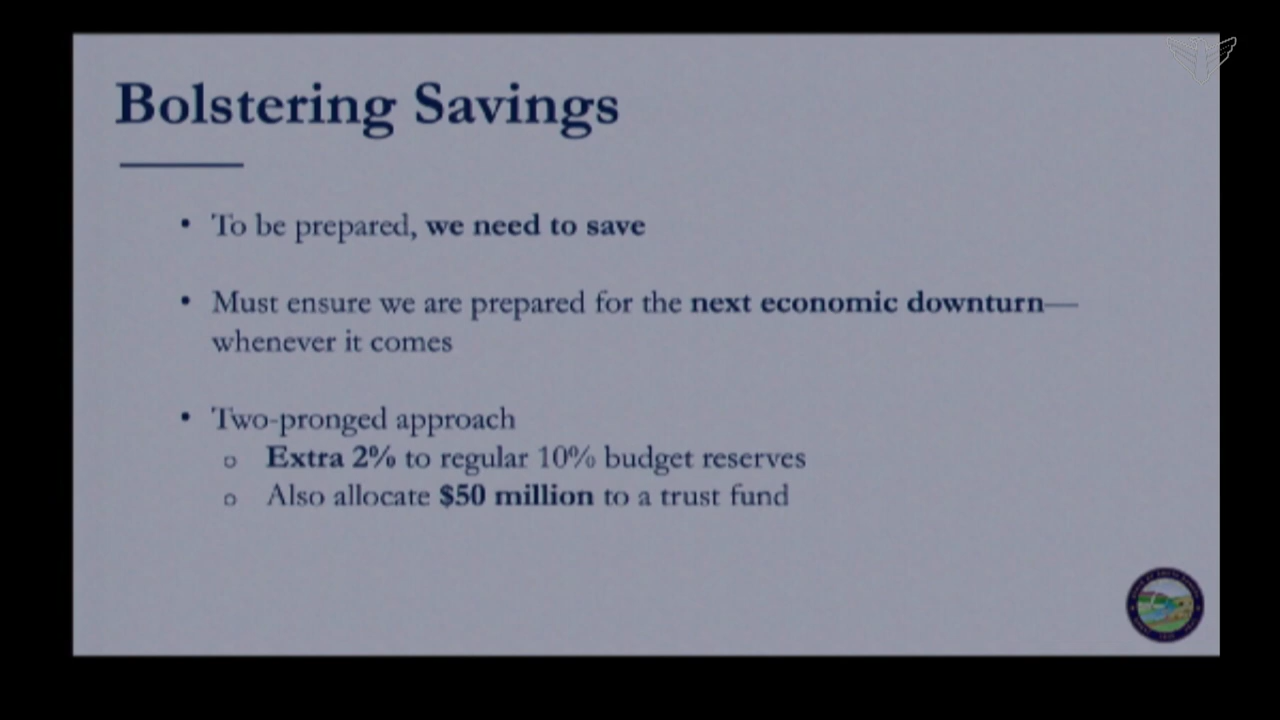 Bolstering Savings
• To be prepared, we need to save
• Must ensure we are prepared for the next economic downturn—
whenever it comes
• Two-pronged approach
o Extra 2% to regular 10% budget reserves
o Also allocate $50 million to a trust fund